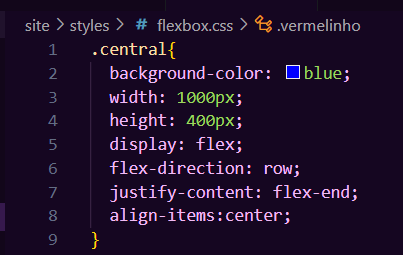 site > styles > # flexbox.css > .vermelinho
1 .central{
2 background-color: blue;
3 width: 1000px;
4 height: 400px;
5 display: flex;
6 flex-direction: row;
7 justify-content: flex-end;
8 align-items:center;
9 }